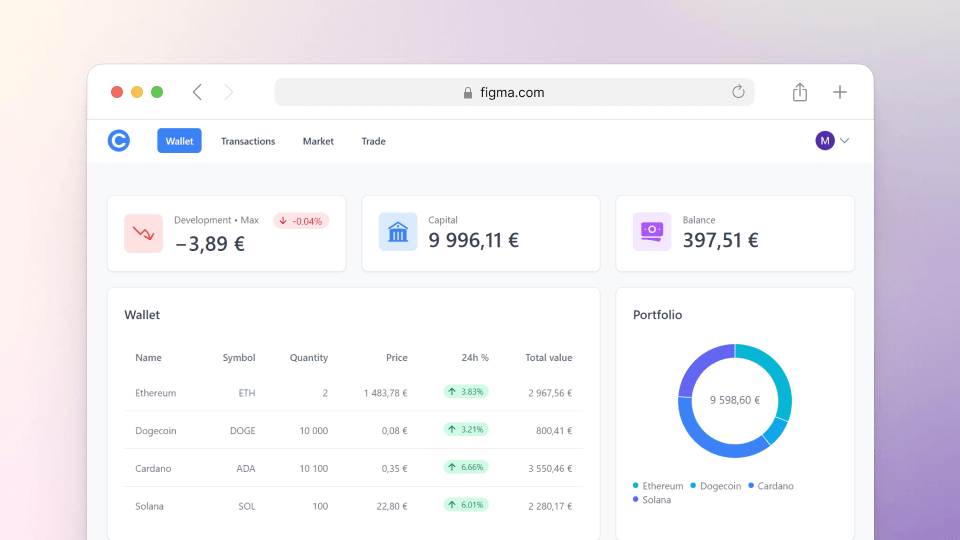 figma.com
C
Wallet Transactions Market Trade
M
Development • Max
-0.04%
−3,89 €
Capital
9 996,11 €
Balance
397,51 €
Wallet
Name Symbol Quantity Price 24h % Total value
Ethereum ETH 2 1 483,78 € 3.83% 2 967,56 €
Dogecoin DOGE 10 000 0,08 € 3.21% 800,41 €
Cardano ADA 10 100 0,35 € 6.66% 3 550,46 €
Solana SOL 100 22,80 € 6.01% 2 280,17 €
Portfolio
9 598,60 €
Ethereum Dogecoin Cardano
Solana